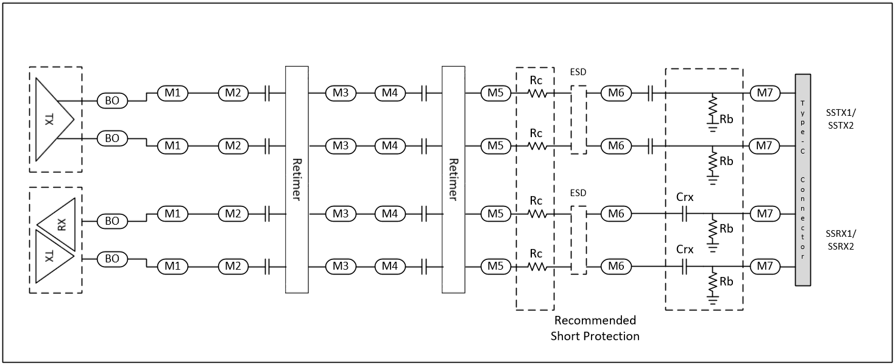 TX
BO
M1
M2
M3
M4
M5
Rc
ESD
M6
Rb
M7
SSTX1/
SSTX2
BO
M1
M2
M3
M4
M5
Rc
M6
Rb
M7
Retimer
Retimer
Type-C Connector
RX
TX
BO
M1
M2
M3
M4
M5
Rc
ESD
M6
Crx
Rb
M7
SSRX1/
SSRX2
BO
M1
M2
M3
M4
M5
Rc
M6
Crx
Rb
M7
Recommended
Short Protection